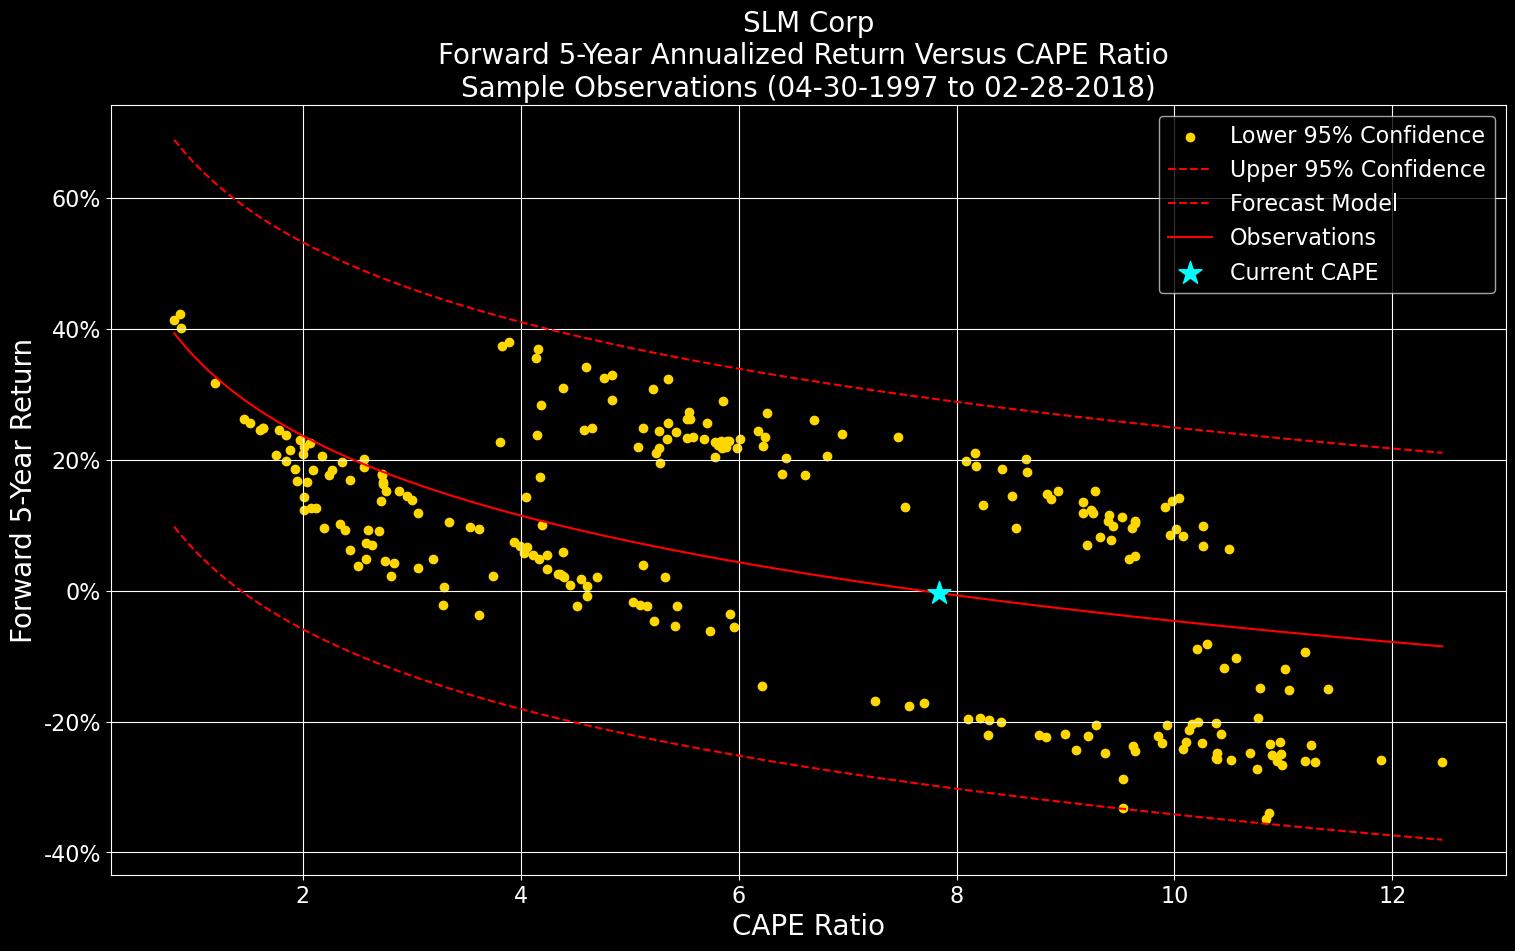 SLM Corp
Forward 5-Year Annualized Return Versus CAPE Ratio
Sample Observations (04-30-1997 to 02-28-2018)
Lower 95% Confidence
Upper 95% Confidence
Forecast Model
Observations
Current CAPE
Forward 5-Year Return
60%
40%
20%
0%
-20%
-40%
2 4 6 8 10 12
CAPE Ratio